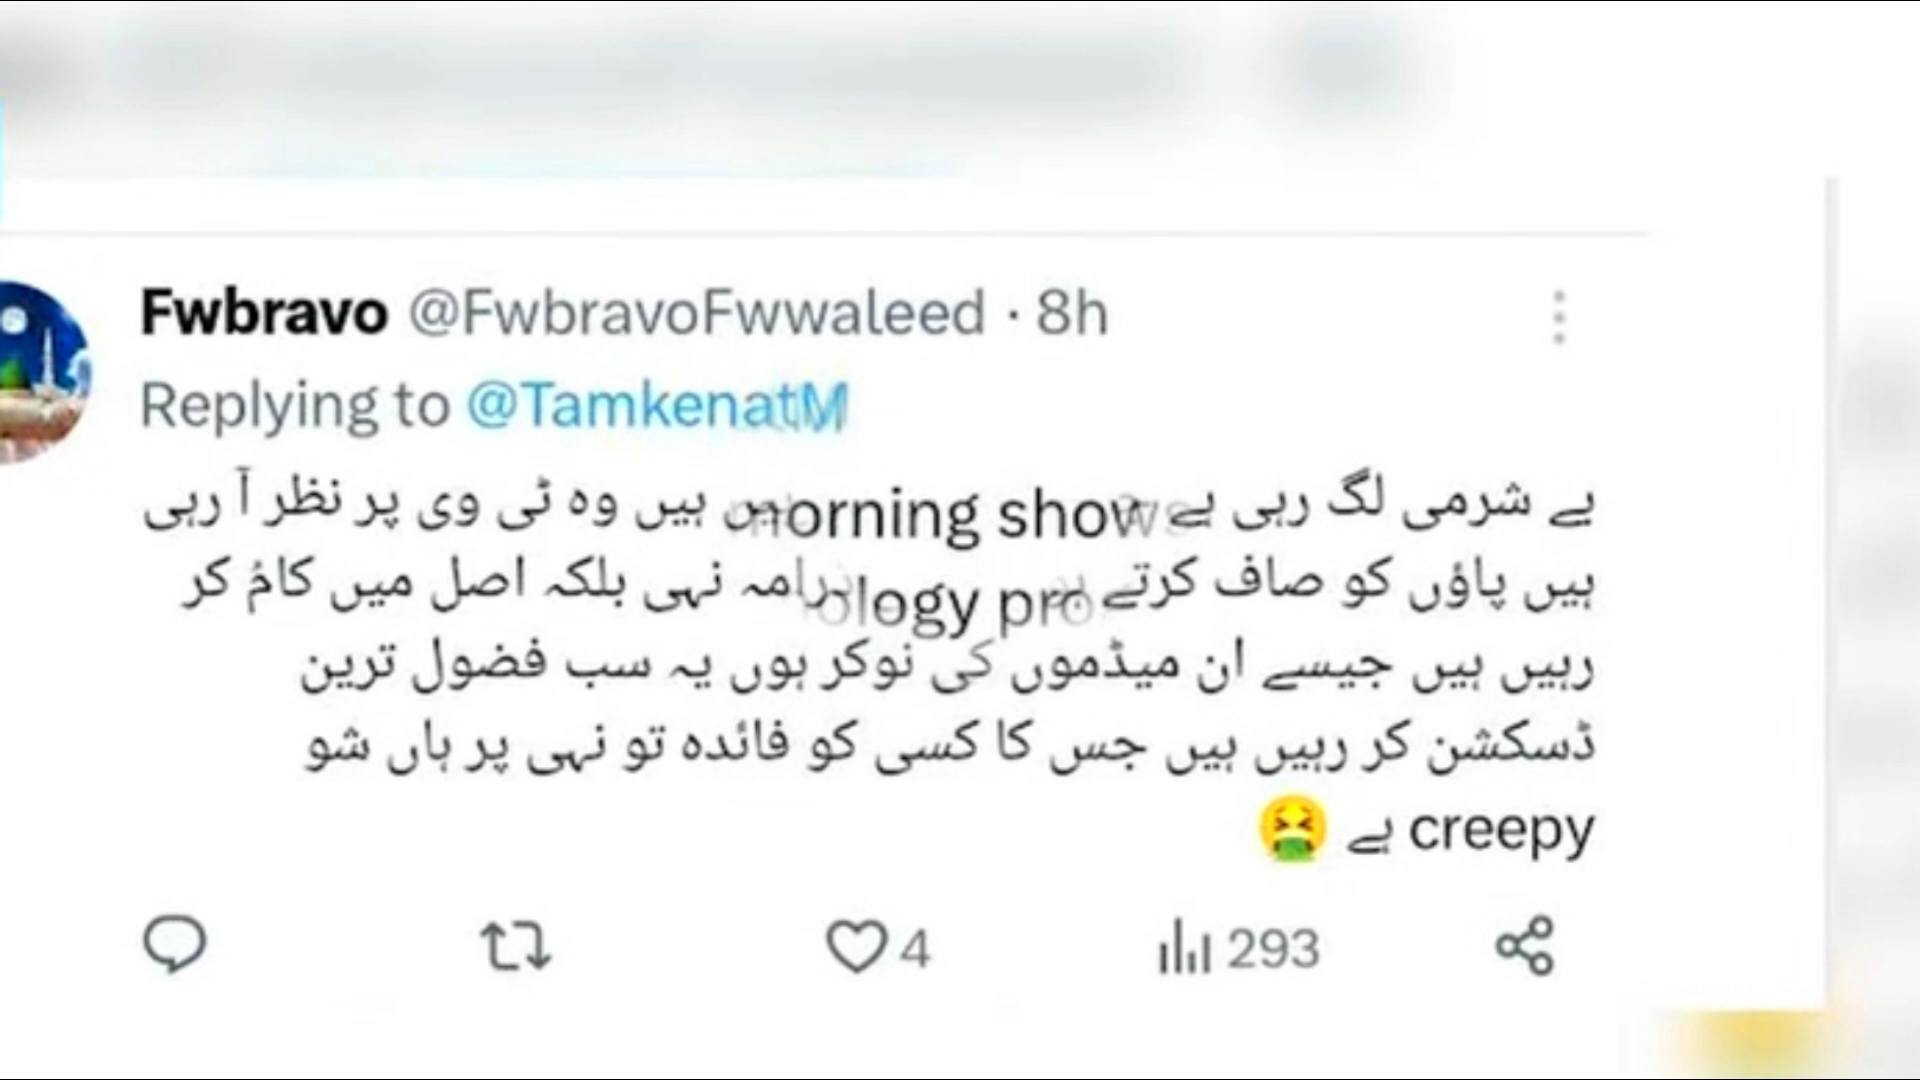 Fwbravo @FwbravoFwwaleed · 8h
Replying to @TamkenatM
بے شرمی لگ رہی ہے morning show میں ہیں وہ ٹی وی پر نظر آ رہی
ہیں پاؤں کو صاف کرتے ology pro نہی بلکہ اصل میں کام کر
رہیں ہیں جیسے ان میڈموں کی نوکر ہوں یہ سب فضول ترین
ڈسکشن کر رہیں ہیں جس کا کسی کو فائدہ تو نہی پر ہاں شو
creepy ہے 🤮
4
293